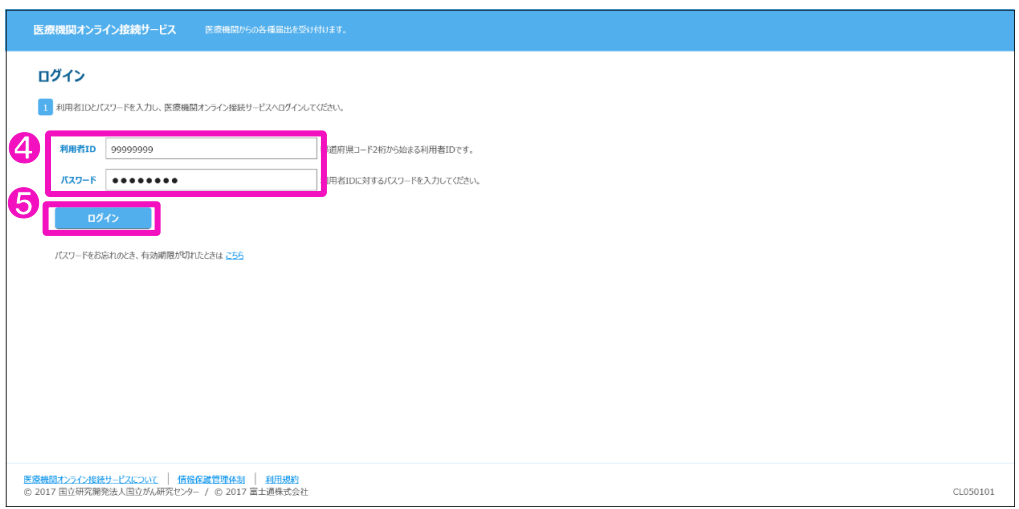 医療機関オンライン接続サービス 医療機関からの各種届出を受け付けます。
ログイン
1 利用者IDとパスワードを入力し、医療機関オンライン接続サービスへログインしてください。
4 利用者ID 99999999 道府県コード2桁から始まる利用者IDです。
パスワード ●●●●●●●● 用者IDに対するパスワードを入力してください。
5 ログイン
パスワードをお忘れのとき、有効期限が切れたときは こちら
医療機関オンライン接続サービスについて | 情報保護管理体制 | 利用規約
© 2017 国立研究開発法人国立がん研究センター / © 2017 富士通株式会社 CL050101